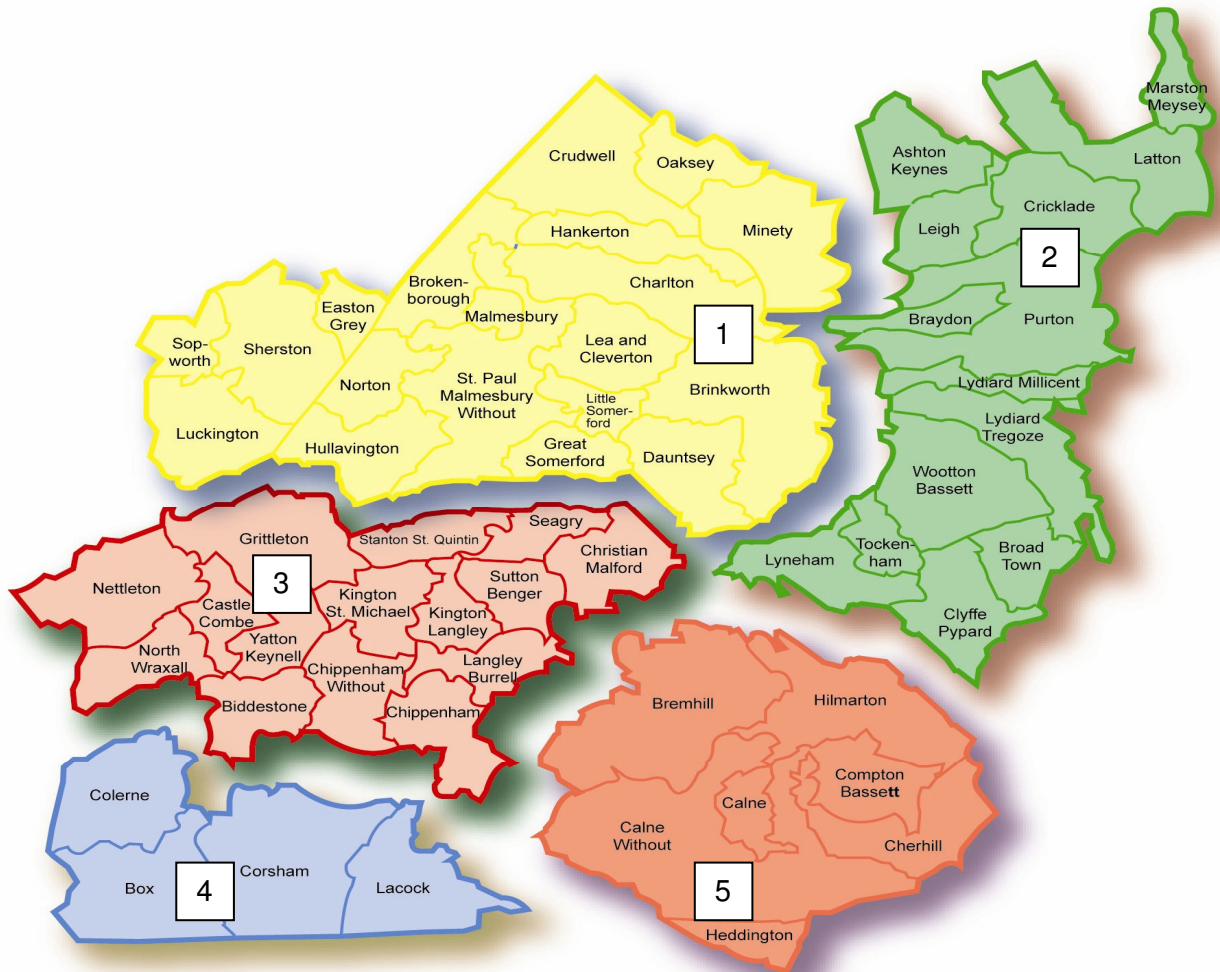 Crudwell
Oaksey
Minety
Hankerton
Charlton
Broken-
borough
Malmesbury
Easton
Grey
Sop-
worth
Sherston
Luckington
Norton
Hullavington
St. Paul
Malmesbury
Without
Lea and
Cleverton
Little
Somer-
ford
Great
Somerford
Brinkworth
Dauntsey
1
Marston
Meysey
Ashton
Keynes
Latton
Cricklade
Leigh
2
Braydon
Purton
Lydiard Millicent
Lydiard
Tregoze
Wootton
Bassett
Lyneham
Tocken-
ham
Broad
Town
Clyffe
Pypard
Seagry
Stanton St. Quintin
Grittleton
Christian
Malford
3
Nettleton
Castle
Combe
Kington
St. Michael
Sutton
Benger
Kington
Langley
Yatton
Keynell
North
Wraxall
Chippenham
Without
Langley
Burrell
Biddestone
Chippenham
Colerne
Box
4
Corsham
Lacock
Bremhill
Hilmarton
Compton
Bassett
Calne
Calne
Without
Cherhill
5
Heddington